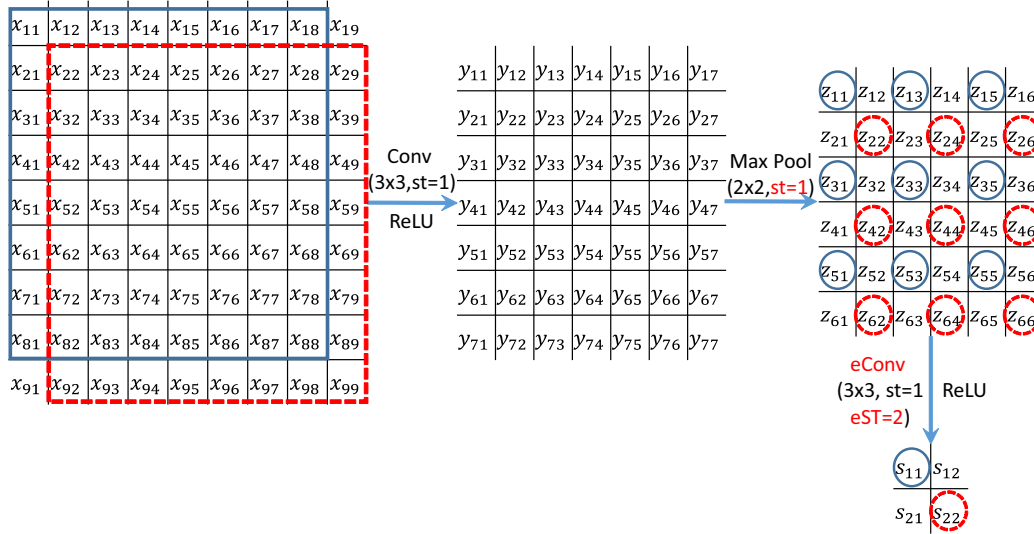 x11 x12 x13 x14 x15 x16 x17 x18 x19
x21 x22 x23 x24 x25 x26 x27 x28 x29
x31 x32 x33 x34 x35 x36 x37 x38 x39
x41 x42 x43 x44 x45 x46 x47 x48 x49
x51 x52 x53 x54 x55 x56 x57 x58 x59
x61 x62 x63 x64 x65 x66 x67 x68 x69
x71 x72 x73 x74 x75 x76 x77 x78 x79
x81 x82 x83 x84 x85 x86 x87 x88 x89
x91 x92 x93 x94 x95 x96 x97 x98 x99
Conv
(3x3,st=1)
ReLU
y11 y12 y13 y14 y15 y16 y17
y21 y22 y23 y24 y25 y26 y27
y31 y32 y33 y34 y35 y36 y37
y41 y42 y43 y44 y45 y46 y47
y51 y52 y53 y54 y55 y56 y57
y61 y62 y63 y64 y65 y66 y67
y71 y72 y73 y74 y75 y76 y77
Max Pool
(2x2,st=1)
z11 z12 z13 z14 z15 z16
z21 z22 z23 z24 z25 z26
z31 z32 z33 z34 z35 z36
z41 z42 z43 z44 z45 z46
z51 z52 z53 z54 z55 z56
z61 z62 z63 z64 z65 z66
eConv
(3x3, st=1
eST=2)
ReLU
s11 s12
s21 s22